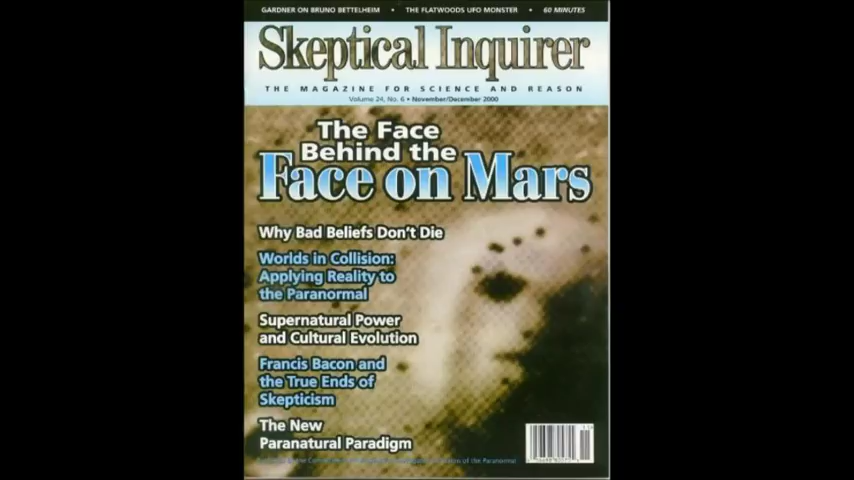 GARDNER ON BRUNO BETTELHEIM • THE FLATWOODS UFO MONSTER • 60 MINUTES
Skeptical Inquirer
THE MAGAZINE FOR SCIENCE AND REASON
Volume 24, No. 6 • November/December 2000
The Face
Behind the
Face on Mars
Why Bad Beliefs Don't Die
Worlds in Collision:
Applying Reality to
the Paranormal
Supernatural Power
and Cultural Evolution
Francis Bacon and
the True Ends of
Skepticism
The New
Paranatural Paradigm
of the Paranormal